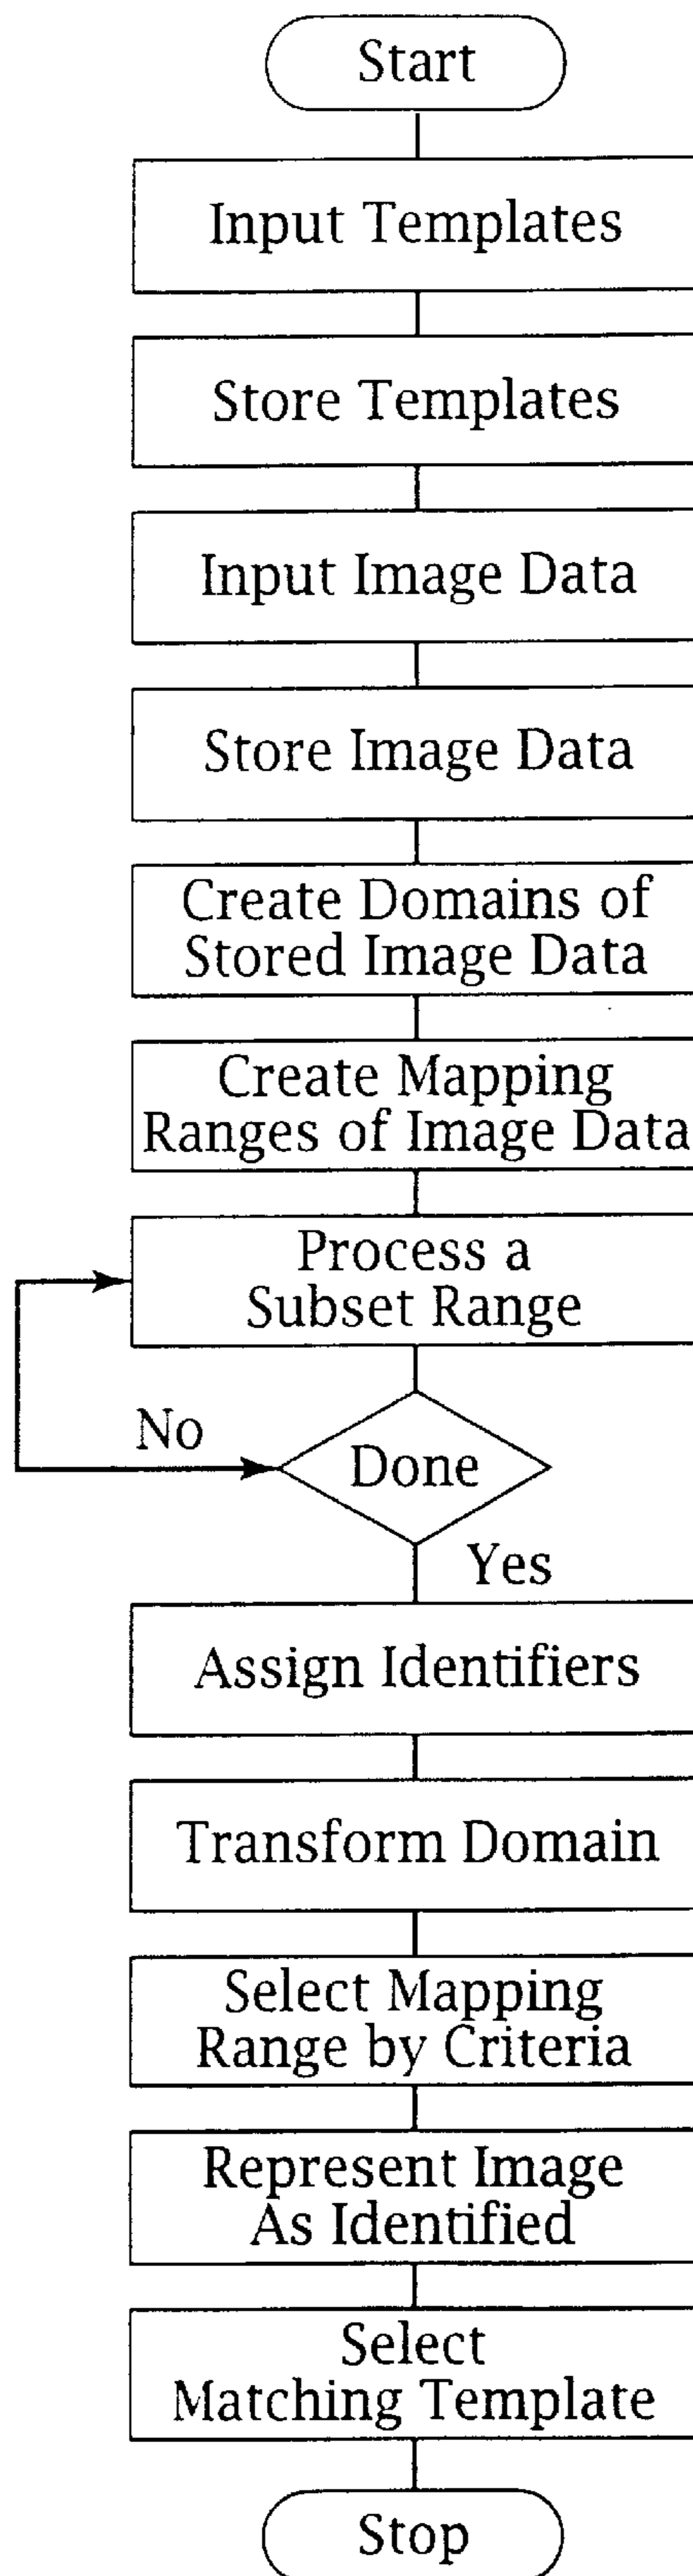 Start
Input Templates
Store Templates
Input Image Data
Store Image Data
Create Domains of
Stored Image Data
Create Mapping
Ranges of Image Data
Process a
Subset Range
No
Done
Yes
Assign Identifiers
Transform Domain
Select Mapping
Range by Criteria
Represent Image
As Identified
Select
Matching Template
Stop